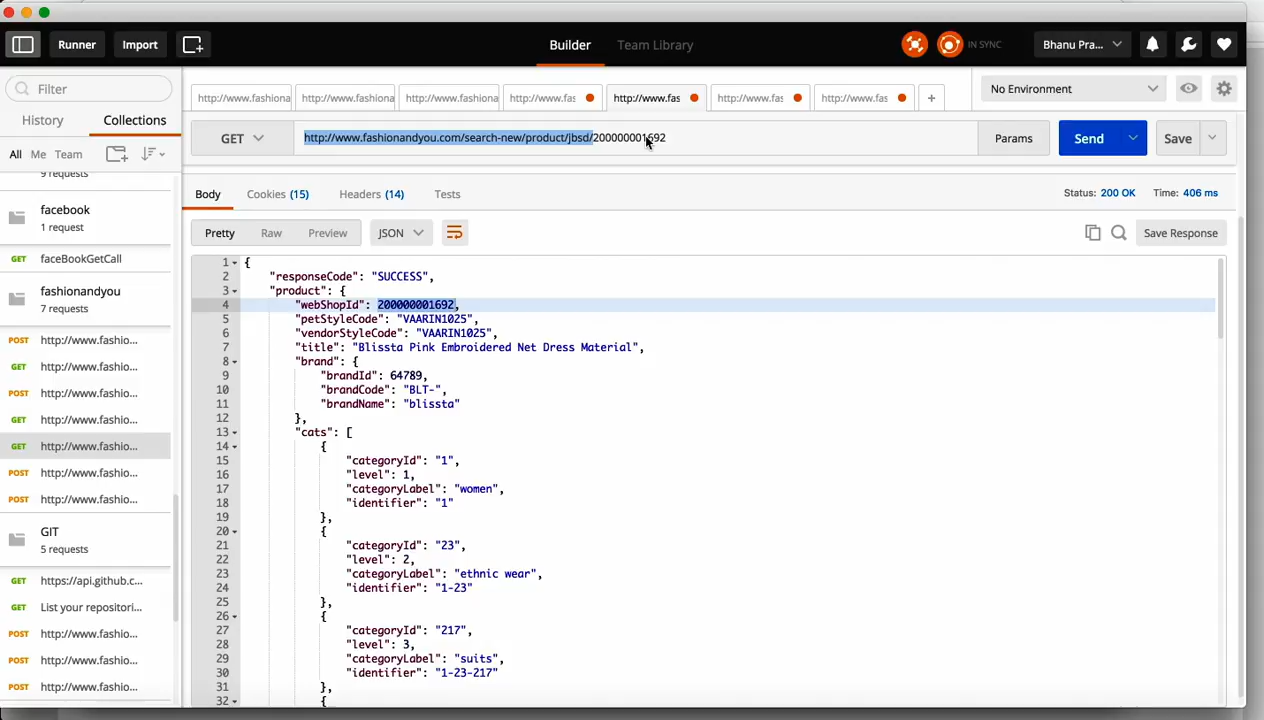 Runner Import Builder Team Library IN SYNC Bhanu Pra...
Filter
History Collections
All Me Team
9 requests
facebook
1 request
GET faceBookGetCall
fashionandyou
7 requests
POST http://www.fashio...
GET http://www.fashio...
POST http://www.fashio...
GET http://www.fashio...
GET http://www.fashio...
POST http://www.fashio...
POST http://www.fashio...
GIT
5 requests
GET https://api.github.c...
GET List your repositori...
POST http://www.fashio...
POST http://www.fashio...
POST http://www.fashio...
http://www.fashiona http://www.fashiona http://www.fashiona http://www.fas http://www.fas http://www.fas http://www.fas + No Environment
GET http://www.fashionandyou.com/search-new/product/jbsd/200000001692 Params Send Save
Body Cookies (15) Headers (14) Tests Status: 200 OK Time: 406 ms
Pretty Raw Preview JSON Save Response
1 {
2 "responseCode": "SUCCESS",
3 "product": {
4 "webShopId": 200000001692,
5 "petStyleCode": "VAARIN1025",
6 "vendorStyleCode": "VAARIN1025",
7 "title": "Blissta Pink Embroidered Net Dress Material",
8 "brand": {
9 "brandId": 64789,
10 "brandCode": "BLT-",
11 "brandName": "blissta"
12 },
13 "cats": [
14 {
15 "categoryId": "1",
16 "level": 1,
17 "categoryLabel": "women",
18 "identifier": "1"
19 },
20 {
21 "categoryId": "23",
22 "level": 2,
23 "categoryLabel": "ethnic wear",
24 "identifier": "1-23"
25 },
26 {
27 "categoryId": "217",
28 "level": 3,
29 "categoryLabel": "suits",
30 "identifier": "1-23-217"
31 },
32 {